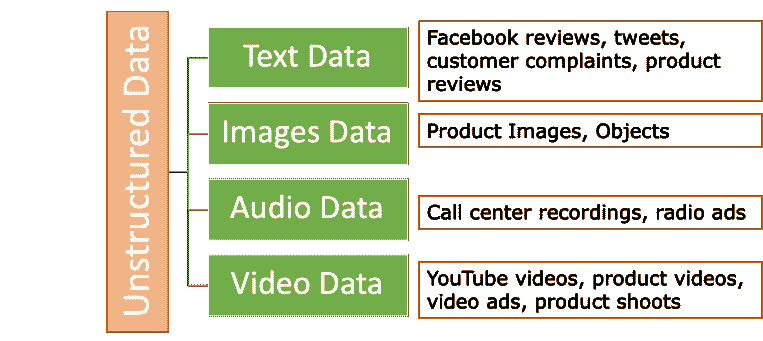 Unstructured Data
Text Data
Facebook reviews, tweets,
customer complaints, product
reviews
Images Data
Product Images, Objects
Audio Data
Call center recordings, radio ads
Video Data
YouTube videos, product videos,
video ads, product shoots